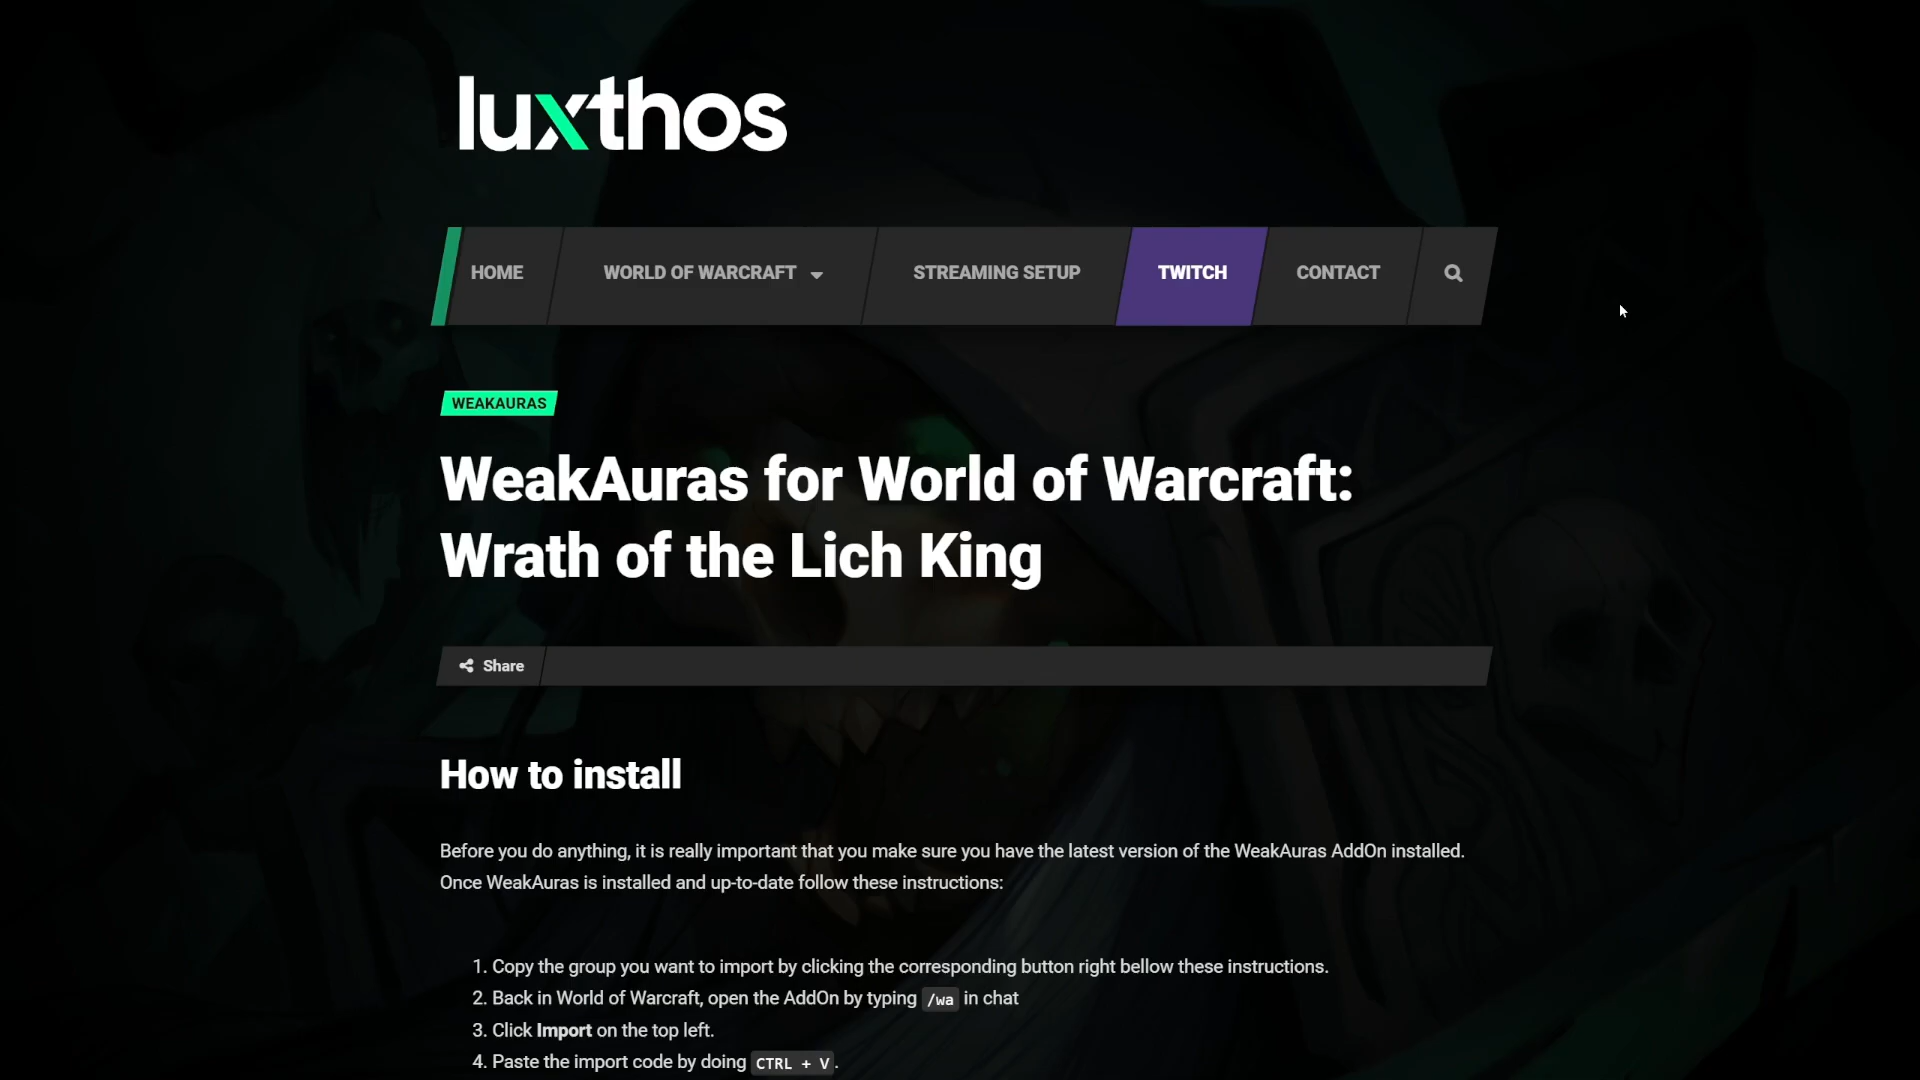 luxthos
HOME
WORLD OF WARCRAFT
STREAMING SETUP
TWITCH
CONTACT
WEAKAURAS
WeakAuras for World of Warcraft:
Wrath of the Lich King
Share
How to install
Before you do anything, it is really important that you make sure you have the latest version of the WeakAuras AddOn installed.
Once WeakAuras is installed and up-to-date follow these instructions:
1. Copy the group you want to import by clicking the corresponding button right bellow these instructions.
2. Back in World of Warcraft, open the AddOn by typing /wa in chat
3. Click Import on the top left.
4. Paste the import code by doing CTRL + V.